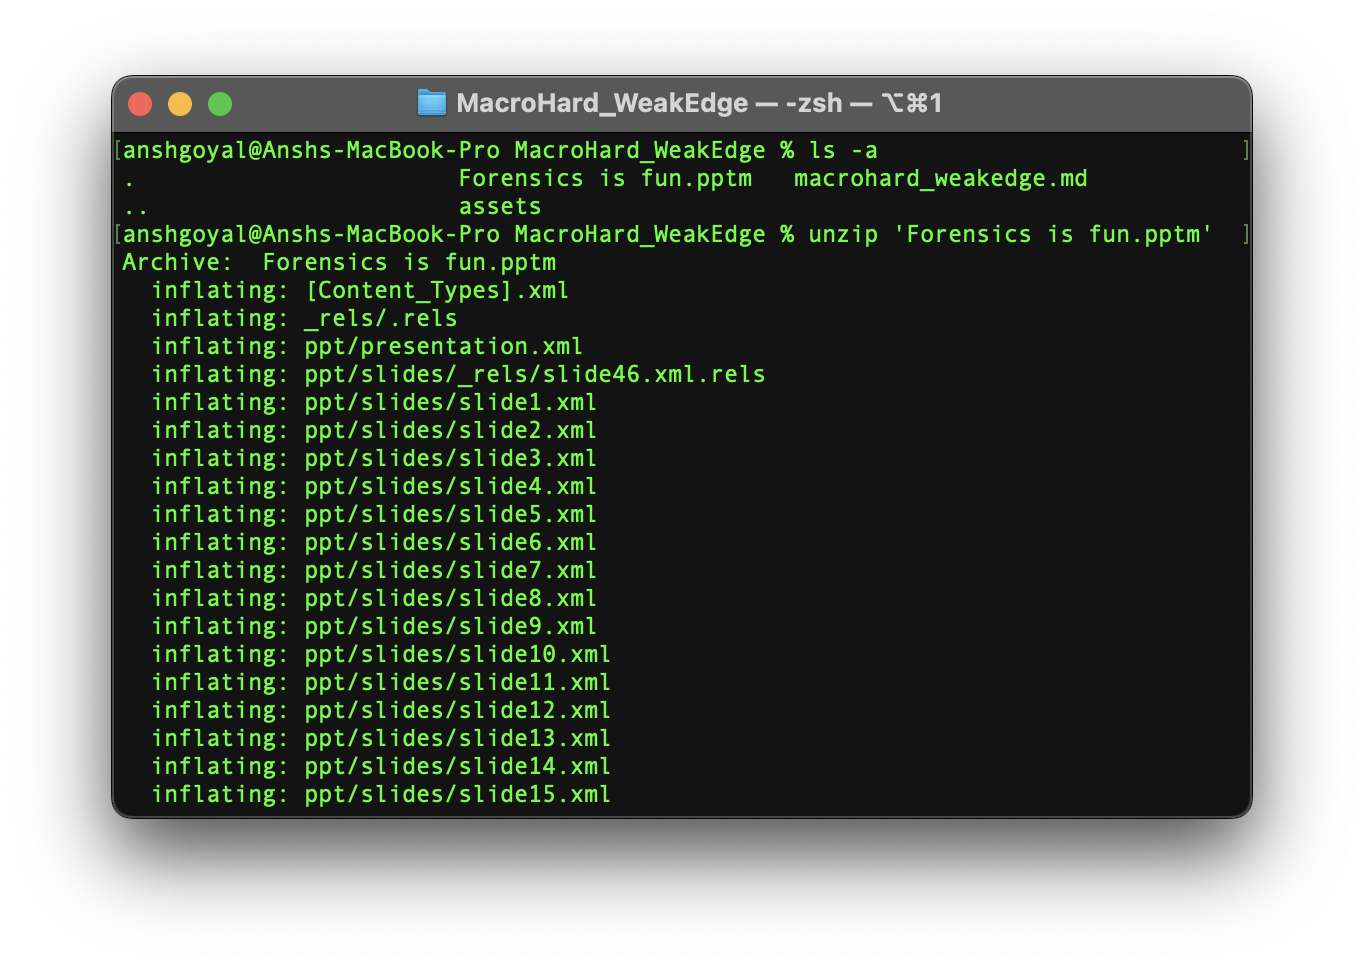 MacroHard_WeakEdge — -zsh — ⌥⌘1
[anshgoyal@Anshs-MacBook-Pro MacroHard_WeakEdge % ls -a ]
. Forensics is fun.pptm macrohard_weakedge.md
.. assets
[anshgoyal@Anshs-MacBook-Pro MacroHard_WeakEdge % unzip 'Forensics is fun.pptm' ]
Archive:  Forensics is fun.pptm
  inflating: [Content_Types].xml
  inflating: _rels/.rels
  inflating: ppt/presentation.xml
  inflating: ppt/slides/_rels/slide46.xml.rels
  inflating: ppt/slides/slide1.xml
  inflating: ppt/slides/slide2.xml
  inflating: ppt/slides/slide3.xml
  inflating: ppt/slides/slide4.xml
  inflating: ppt/slides/slide5.xml
  inflating: ppt/slides/slide6.xml
  inflating: ppt/slides/slide7.xml
  inflating: ppt/slides/slide8.xml
  inflating: ppt/slides/slide9.xml
  inflating: ppt/slides/slide10.xml
  inflating: ppt/slides/slide11.xml
  inflating: ppt/slides/slide12.xml
  inflating: ppt/slides/slide13.xml
  inflating: ppt/slides/slide14.xml
  inflating: ppt/slides/slide15.xml